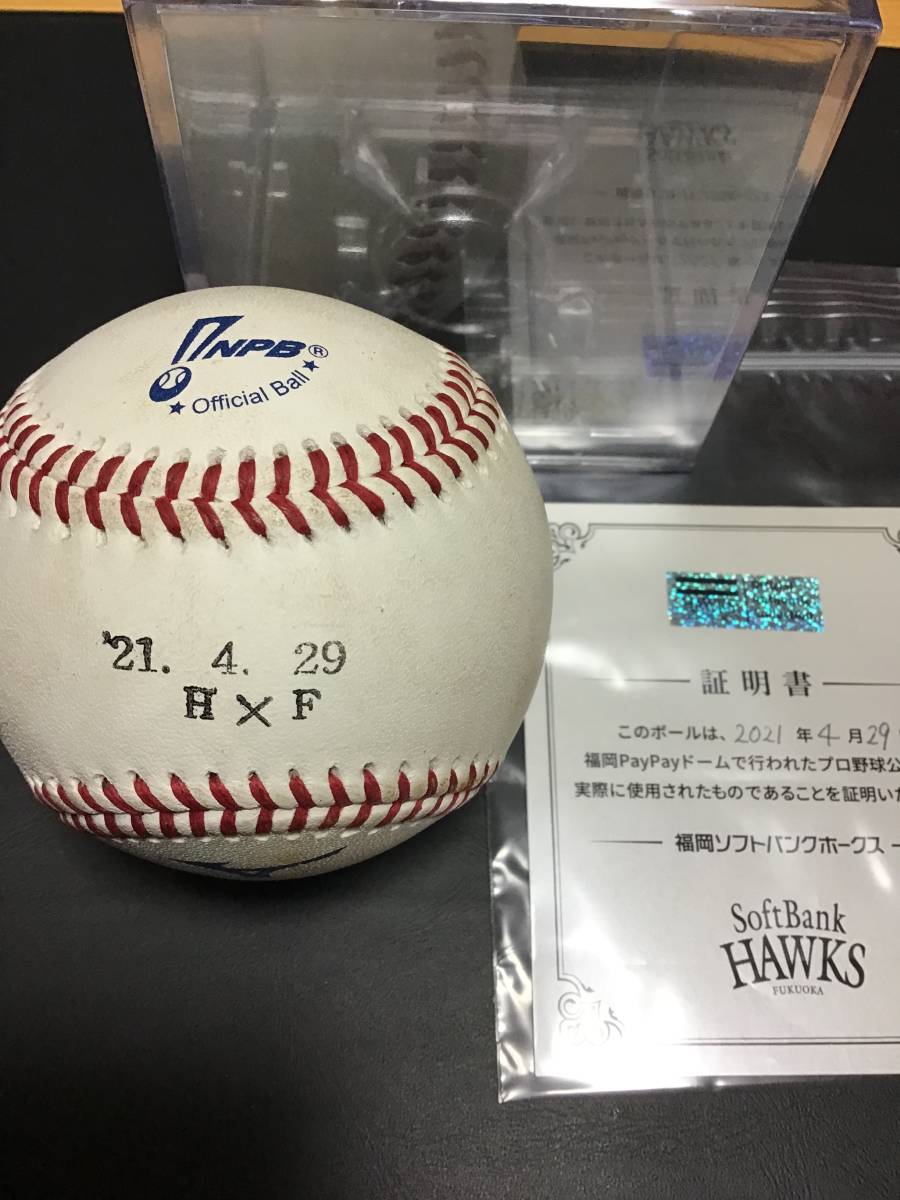 NPB®
★ Official Ball ★
'21. 4. 29
H × F
証明書
このボールは、2021 年 4 月 29
福岡PayPayドームで行われたプロ野球公
実際に使用されたものであることを証明いた
福岡ソフトバンクホークス
SoftBank
HAWKS
FUKUOKA